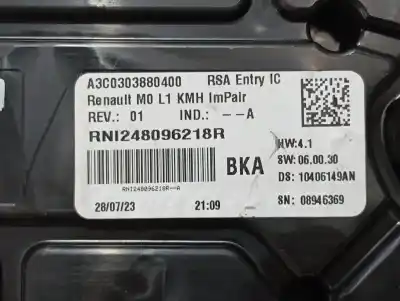 A3C0303880400 RSA Entry IC
Renault M0 L1 KMH ImPair
REV.: 01 IND.: --A
RNI248096218R
HW:4.1
BKA
SW: 06.00.30
DS: 10406149AN
RNI248096218R--A
28/07/23 21:09 SN: 08946369